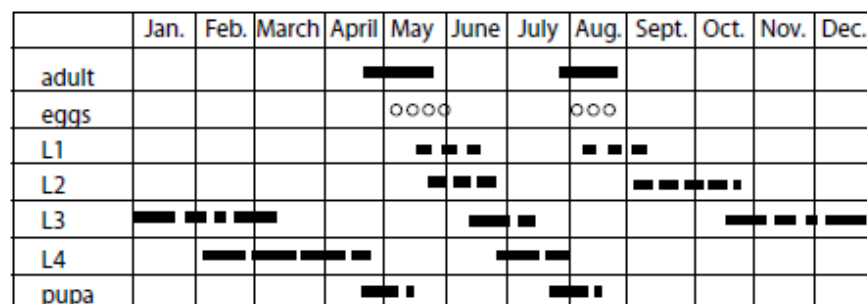 Jan. Feb. March April May June July Aug. Sept. Oct. Nov. Dec.
adult
eggs
L1
L2
L3
L4
pupa